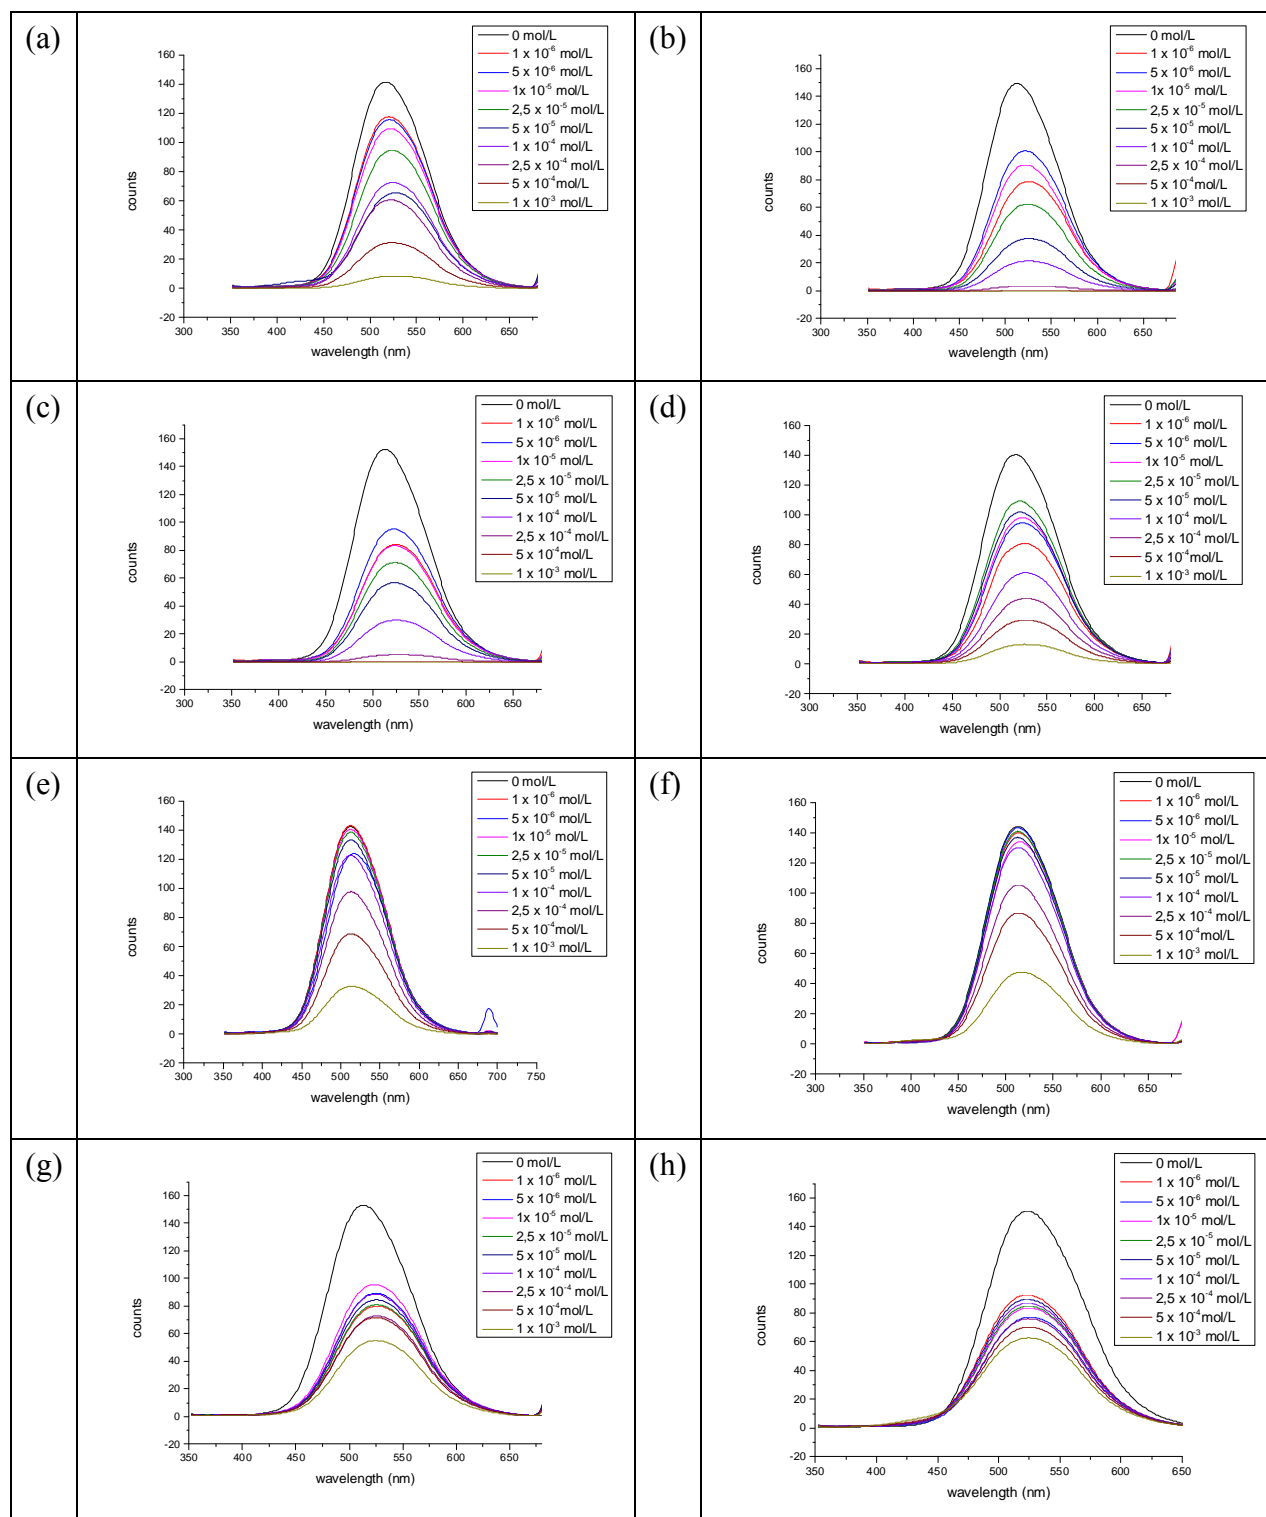 (a)
0 mol/L
1 x 10⁻⁶ mol/L
5 x 10⁻⁶ mol/L
1x 10⁻⁵ mol/L
2,5 x 10⁻⁵ mol/L
5 x 10⁻⁵ mol/L
1 x 10⁻⁴ mol/L
2,5 x 10⁻⁴ mol/L
5 x 10⁻⁴mol/L
1 x 10⁻³ mol/L
160
140
120
100
80
60
40
20
0
-20
counts
300 350 400 450 500 550 600 650
wavelength (nm)
(b)
0 mol/L
1 x 10⁻⁶ mol/L
5 x 10⁻⁶ mol/L
1x 10⁻⁵ mol/L
2,5 x 10⁻⁵ mol/L
5 x 10⁻⁵ mol/L
1 x 10⁻⁴ mol/L
2,5 x 10⁻⁴ mol/L
5 x 10⁻⁴mol/L
1 x 10⁻³ mol/L
160
140
120
100
80
60
40
20
0
-20
counts
300 350 400 450 500 550 600 650
wavelength (nm)
(c)
0 mol/L
1 x 10⁻⁶ mol/L
5 x 10⁻⁶ mol/L
1x 10⁻⁵ mol/L
2,5 x 10⁻⁵ mol/L
5 x 10⁻⁵ mol/L
1 x 10⁻⁴ mol/L
2,5 x 10⁻⁴ mol/L
5 x 10⁻⁴mol/L
1 x 10⁻³ mol/L
160
140
120
100
80
60
40
20
0
-20
counts
300 350 400 450 500 550 600 650
wavelength (nm)
(d)
0 mol/L
1 x 10⁻⁶ mol/L
5 x 10⁻⁶ mol/L
1x 10⁻⁵ mol/L
2,5 x 10⁻⁵ mol/L
5 x 10⁻⁵ mol/L
1 x 10⁻⁴ mol/L
2,5 x 10⁻⁴ mol/L
5 x 10⁻⁴mol/L
1 x 10⁻³ mol/L
160
140
120
100
80
60
40
20
0
-20
counts
300 350 400 450 500 550 600 650
wavelength (nm)
(e)
0 mol/L
1 x 10⁻⁶ mol/L
5 x 10⁻⁶ mol/L
1x 10⁻⁵ mol/L
2,5 x 10⁻⁵ mol/L
5 x 10⁻⁵ mol/L
1 x 10⁻⁴ mol/L
2,5 x 10⁻⁴ mol/L
5 x 10⁻⁴mol/L
1 x 10⁻³ mol/L
160
140
120
100
80
60
40
20
0
-20
counts
300 350 400 450 500 550 600 650 700 750
wavelength (nm)
(f)
0 mol/L
1 x 10⁻⁶ mol/L
5 x 10⁻⁶ mol/L
1x 10⁻⁵ mol/L
2,5 x 10⁻⁵ mol/L
5 x 10⁻⁵ mol/L
1 x 10⁻⁴ mol/L
2,5 x 10⁻⁴ mol/L
5 x 10⁻⁴mol/L
1 x 10⁻³ mol/L
160
140
120
100
80
60
40
20
0
-20
counts
300 350 400 450 500 550 600 650
wavelength (nm)
(g)
0 mol/L
1 x 10⁻⁶ mol/L
5 x 10⁻⁶ mol/L
1x 10⁻⁵ mol/L
2,5 x 10⁻⁵ mol/L
5 x 10⁻⁵ mol/L
1 x 10⁻⁴ mol/L
2,5 x 10⁻⁴ mol/L
5 x 10⁻⁴mol/L
1 x 10⁻³ mol/L
160
140
120
100
80
60
40
20
0
-20
counts
350 400 450 500 550 600 650
wavelength (nm)
(h)
0 mol/L
1 x 10⁻⁶ mol/L
5 x 10⁻⁶ mol/L
1x 10⁻⁵ mol/L
2,5 x 10⁻⁵ mol/L
5 x 10⁻⁵ mol/L
1 x 10⁻⁴ mol/L
2,5 x 10⁻⁴ mol/L
5 x 10⁻⁴mol/L
1 x 10⁻³ mol/L
160
140
120
100
80
60
40
20
0
-20
counts
350 400 450 500 550 600 650
wavelength (nm)